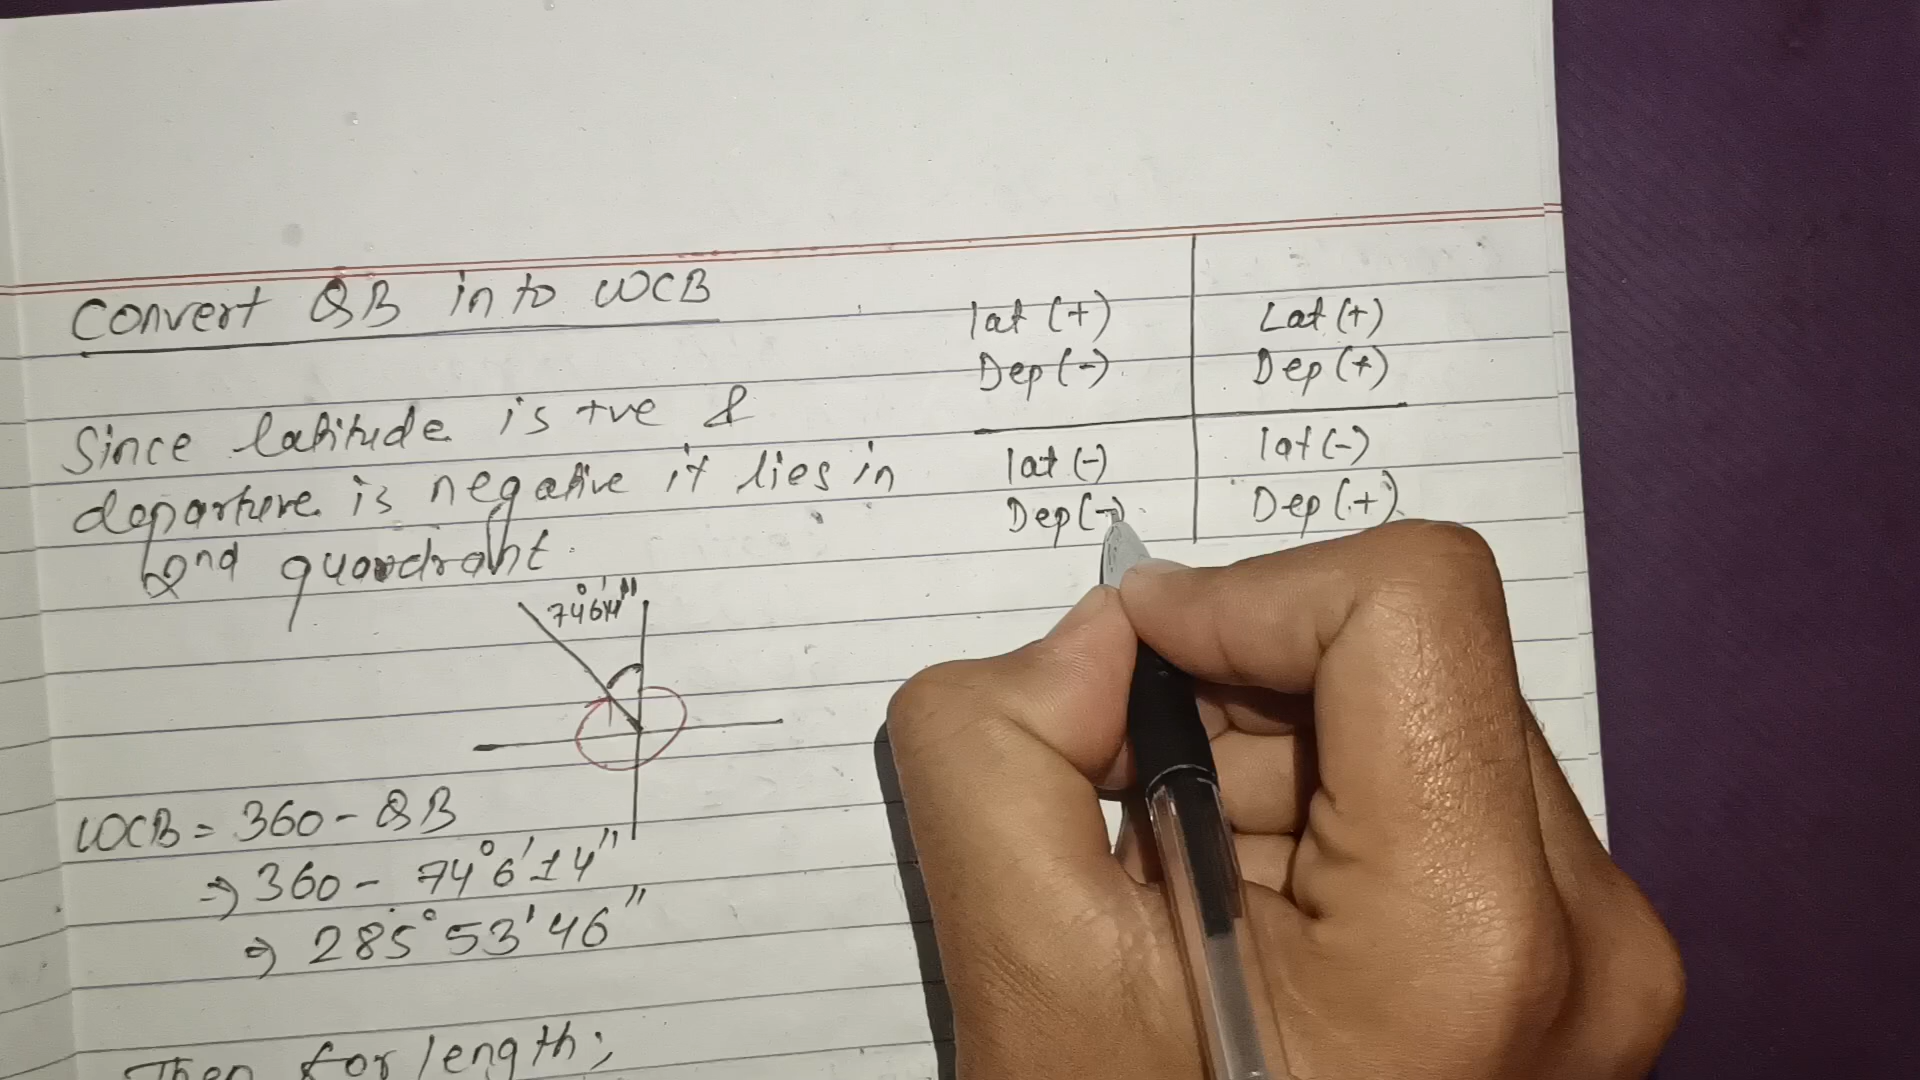 Convert QB in to WCB
Since latitude is +ve &
departure is negative it lies in
2nd quadrant.
lat (+)
Dep (-)
Lat (+)
Dep (+)
lat (-)
Dep (-)
lat (-)
Dep (+)
74°6'14"
WCB = 360 - QB
⇒ 360 - 74°6'14"
⇒ 285°53'46"
Then for length;